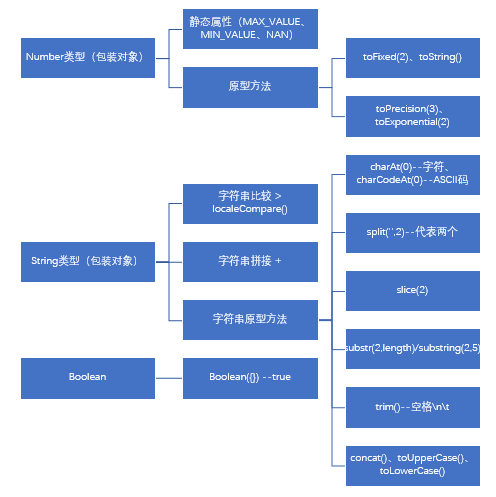 Number类型（包装对象）
静态属性（MAX_VALUE、
MIN_VALUE、NAN）
原型方法
toFixed(2)、toString()
toPrecision(3)、
toExponential(2)
String类型（包装对象）
字符串比较 >
localeCompare()
字符串拼接 +
字符串原型方法
charAt(0)--字符、
charCodeAt(0)--ASCII码
split(' ',2)--代表两个
slice(2)
substr(2,length)/substring(2,5)
trim()--空格\n\t
concat()、toUpperCase()、
toLowerCase()
Boolean
Boolean({}) --true